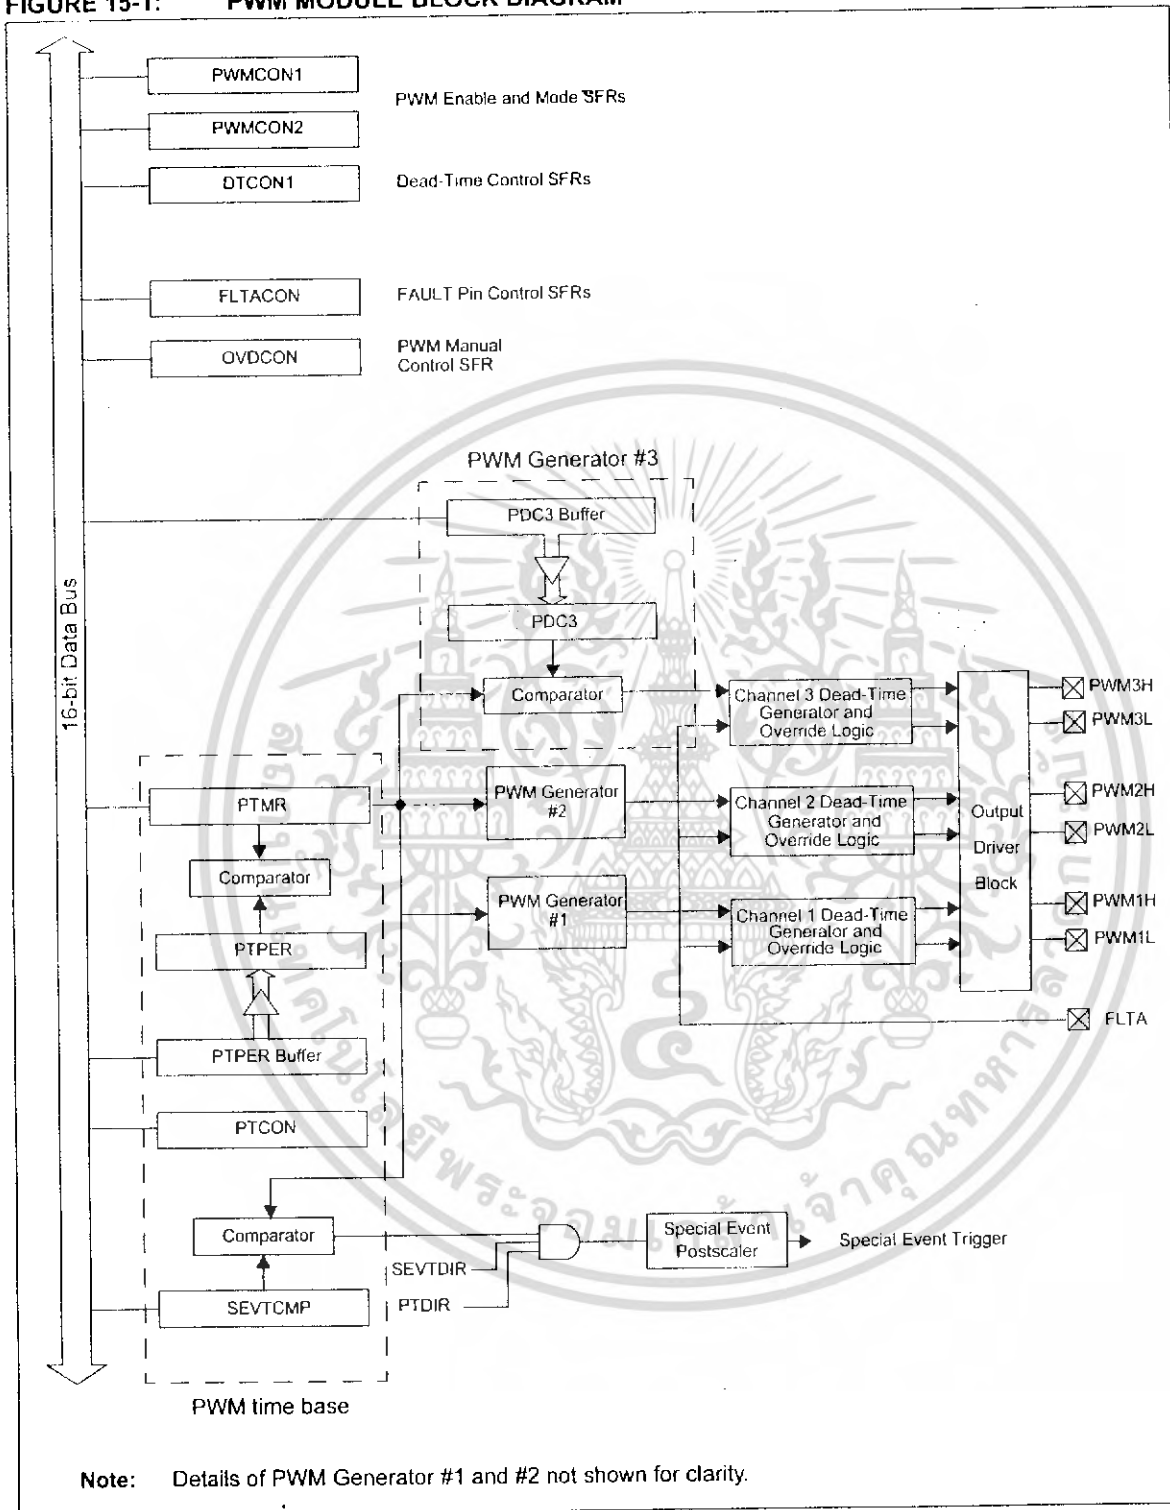 FIGURE 15-1: PWM MODULE BLOCK DIAGRAM
PWMCON1
PWM Enable and Mode SFRs
PWMCON2
DTCON1
Dead-Time Control SFRs
FLTACON
FAULT Pin Control SFRs
OVDCON
PWM Manual
Control SFR
PWM Generator #3
PDC3 Buffer
16-bit Data Bus
PDC3
Comparator
Channel 3 Dead-Time
Generator and
Override Logic
PWM3H
PWM3L
PTMR
PWM Generator
#2
Channel 2 Dead-Time
Generator and
Override Logic
Output
Driver
Block
PWM2H
PWM2L
Comparator
PWM Generator
#1
Channel 1 Dead-Time
Generator and
Override Logic
PWM1H
PWM1L
PTPER
FLTA
PTPER Buffer
PTCON
Comparator
SEVTDIR
PTDIR
Special Event
Postscaler
Special Event Trigger
SEVTCMP
PWM time base
Note: Details of PWM Generator #1 and #2 not shown for clarity.